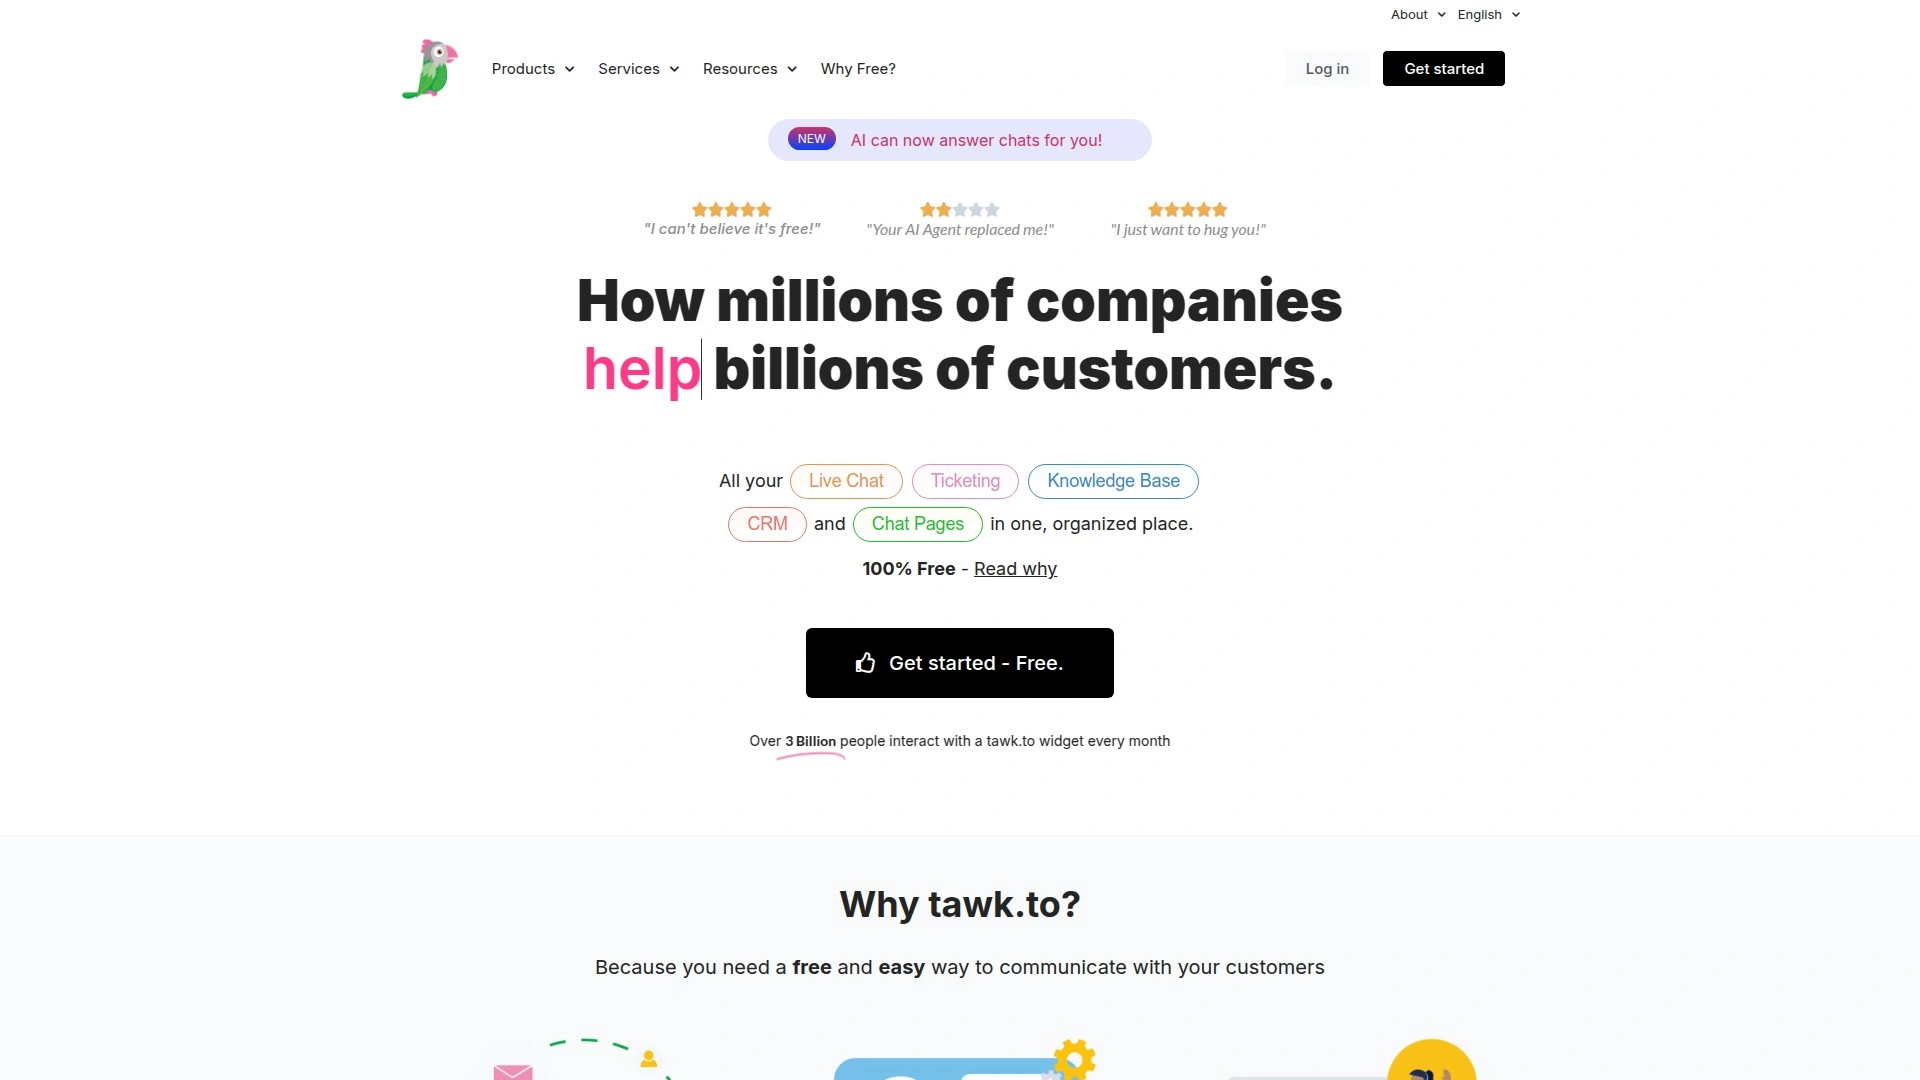 About English
Products Services Resources Why Free? Log in Get started
NEW AI can now answer chats for you!
"I can't believe it's free!" "Your AI Agent replaced me!" "I just want to hug you!"
How millions of companies
help billions of customers.
All your Live Chat Ticketing Knowledge Base
CRM and Chat Pages in one, organized place.
100% Free - Read why
Get started - Free.
Over 3 Billion people interact with a tawk.to widget every month
Why tawk.to?
Because you need a free and easy way to communicate with your customers